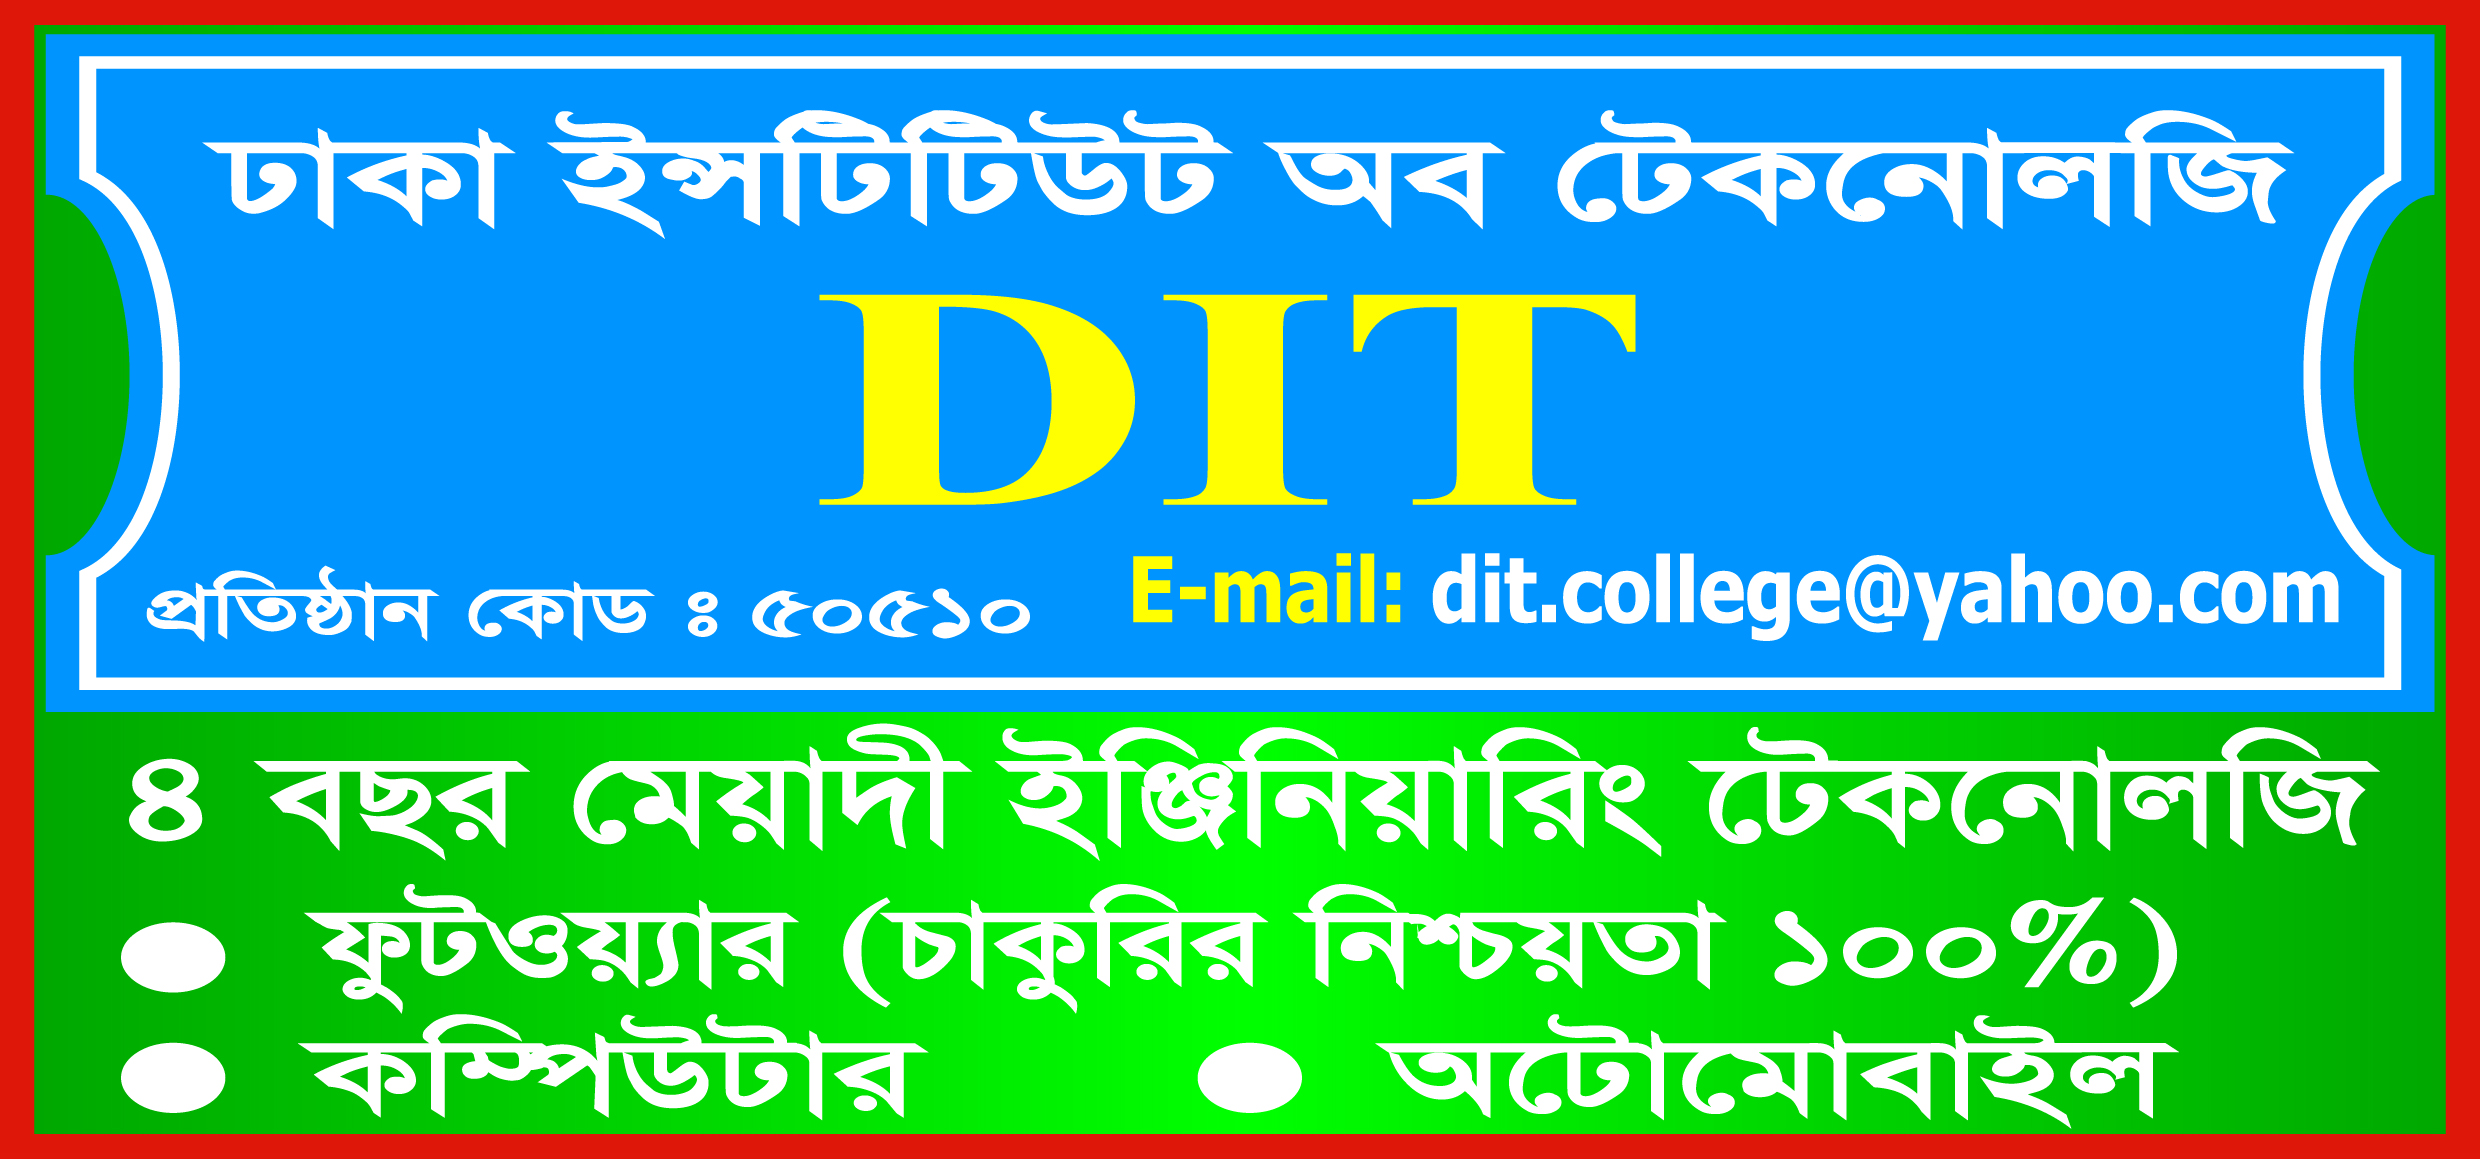 ঢাকা ইন্সটিটিউট অব টেকনোলজি
DIT
প্রতিষ্ঠান কোড ঃ ৫০৫১০ E-mail: dit.college@yahoo.com
৪ বছর মেয়াদী ইঞ্জিনিয়ারিং টেকনোলজি
● ফুটওয়্যার (চাকুরির নিশ্চয়তা ১০০%)
● কম্পিউটার ● অটোমোবাইল